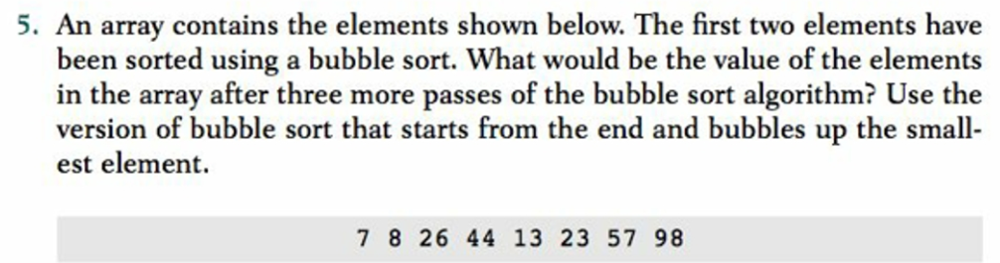 5. An array contains the elements shown below. The first two elements have
been sorted using a bubble sort. What would be the value of the elements
in the array after three more passes of the bubble sort algorithm? Use the
version of bubble sort that starts from the end and bubbles up the small-
est element.
7 8 26 44 13 23 57 98